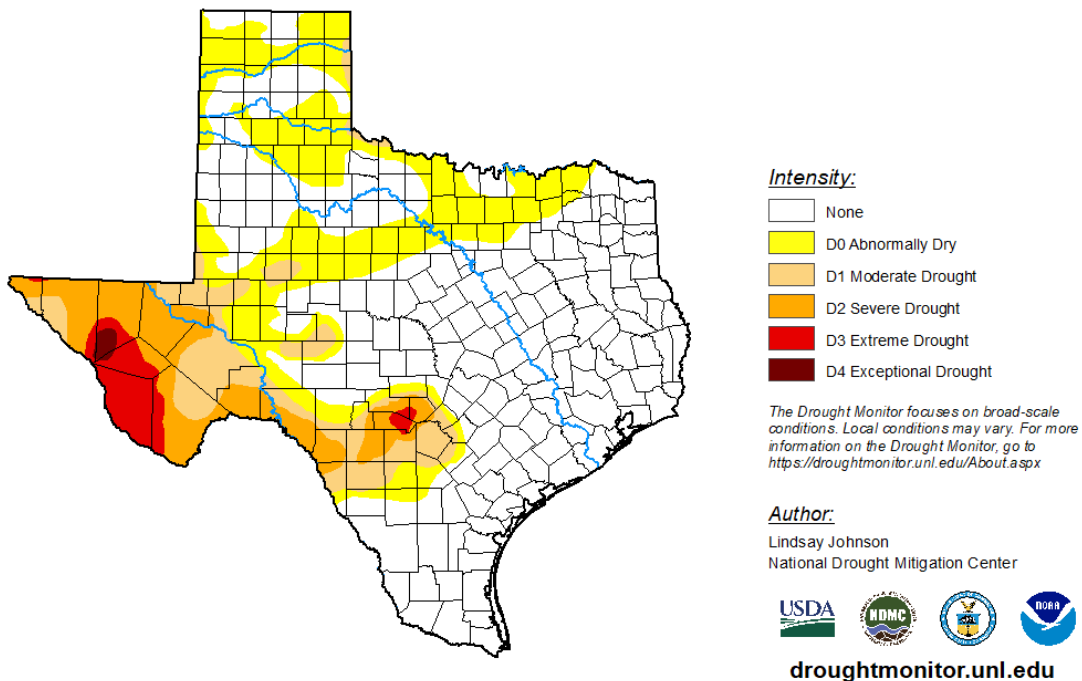 Intensity:
None
D0 Abnormally Dry
D1 Moderate Drought
D2 Severe Drought
D3 Extreme Drought
D4 Exceptional Drought
The Drought Monitor focuses on broad-scale
conditions. Local conditions may vary. For more
information on the Drought Monitor, go to
https://droughtmonitor.unl.edu/About.aspx
Author:
Lindsay Johnson
National Drought Mitigation Center
USDA
NDMC
NOAA
droughtmonitor.unl.edu